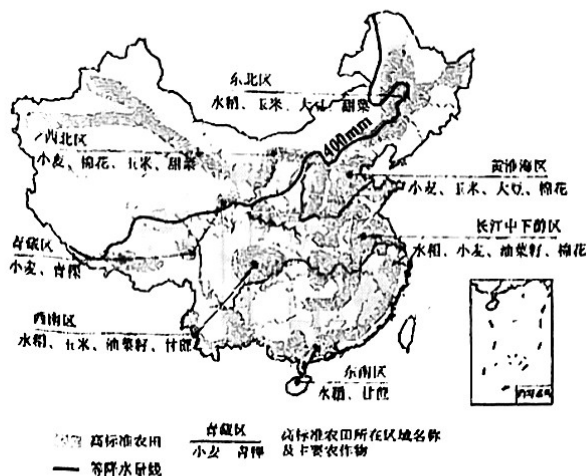 东北区
水稻、玉米、大豆、甜菜
西北区
小麦、棉花、玉米、甜菜
400mm
黄淮海区
小麦、玉米、大豆、棉花
长江中下游区
水稻、小麦、油菜籽、棉花
青藏区
小麦、青稞
西南区
水稻、玉米、油菜籽、甘蔗
东南区
水稻、甘蔗
高标准农田
青藏区
小麦 青稞
高标准农田所在区域名称
及主要农作物
等降水量线